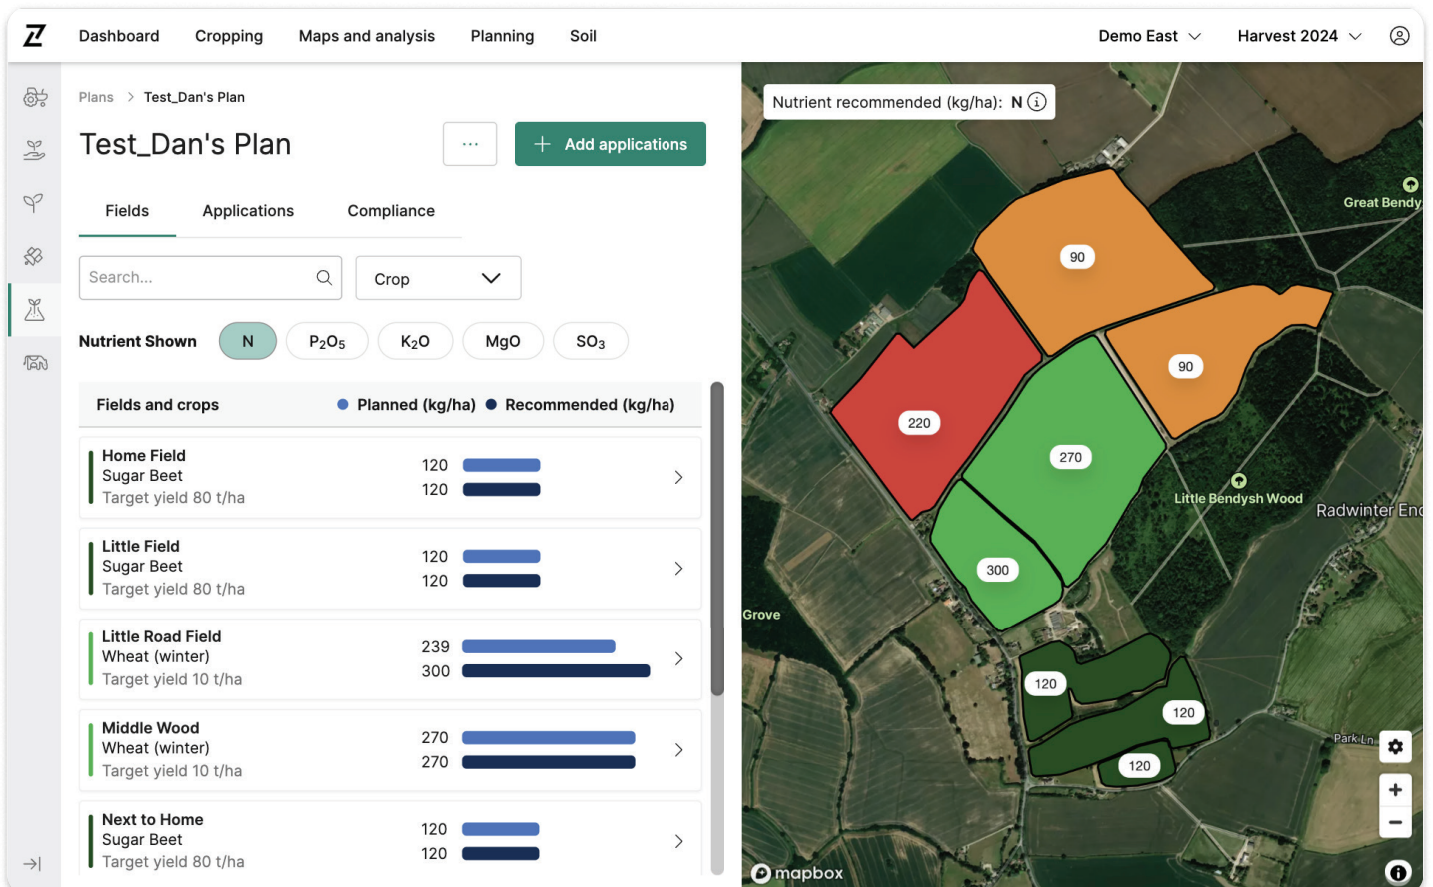 Dashboard Cropping Maps and analysis Planning Soil Demo East Harvest 2024
Plans > Test_Dan's Plan
Test_Dan's Plan
... + Add applications
Fields Applications Compliance
Search... Crop
Nutrient Shown N P₂O₅ K₂O MgO SO₃
Fields and crops Planned (kg/ha) Recommended (kg/ha)
Home Field
Sugar Beet
Target yield 80 t/ha
120
120
Little Field
Sugar Beet
Target yield 80 t/ha
120
120
Little Road Field
Wheat (winter)
Target yield 10 t/ha
239
300
Middle Wood
Wheat (winter)
Target yield 10 t/ha
270
270
Next to Home
Sugar Beet
Target yield 80 t/ha
120
120
Nutrient recommended (kg/ha): N
Great Bendy
90
90
220
270
Little Bendysh Wood
Radwinter End
300
Grove
120
120
Park Ln
120
mapbox